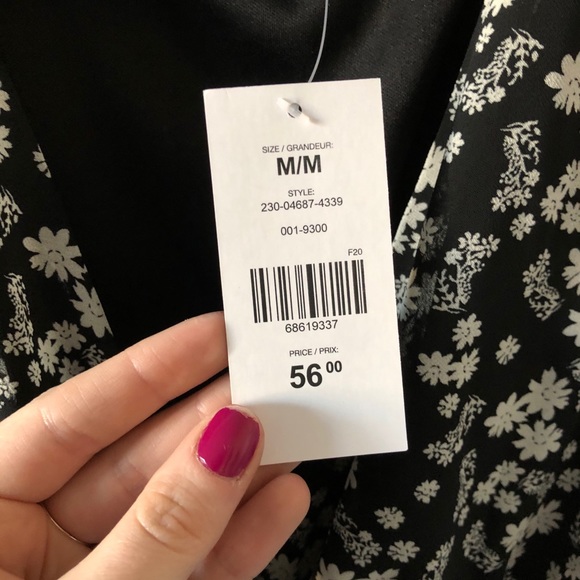 SIZE / GRANDEUR:
M/M
STYLE:
230-04687-4339
001-9300
F20
68619337
PRICE / PRIX:
56 00